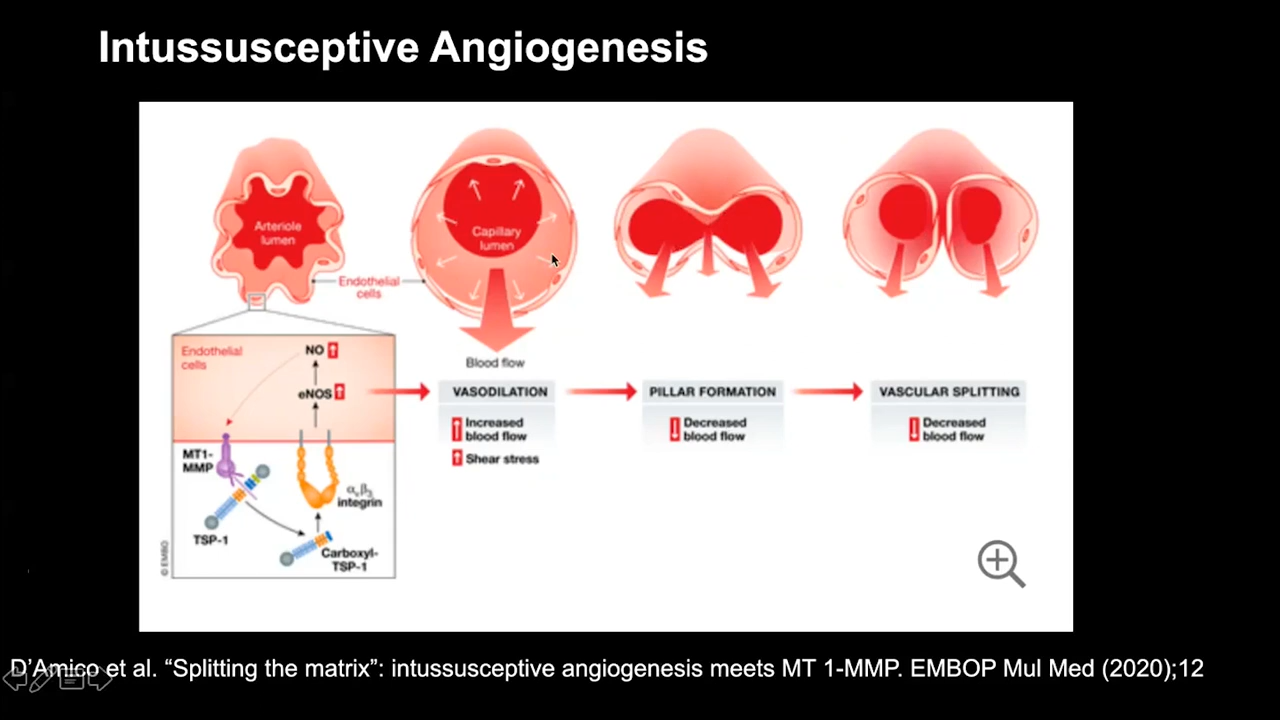 Intussusceptive Angiogenesis
Arteriole
lumen
Capillary
lumen
Endothelial
cells
Blood flow
Endothelial
cells
NO
eNOS
MT1-
MMP
TSP-1
αvβ3
integrin
Carboxyl-
TSP-1
© EMBO
VASODILATION
Increased
blood flow
Shear stress
PILLAR FORMATION
Decreased
blood flow
VASCULAR SPLITTING
Decreased
blood flow
D'Amico et al. “Splitting the matrix”: intussusceptive angiogenesis meets MT 1-MMP. EMBOP Mul Med (2020);12